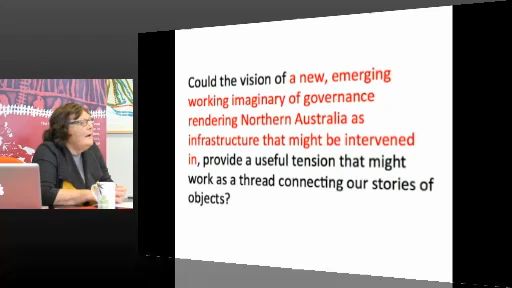 Could the vision of a new, emerging
working imaginary of governance
rendering Northern Australia as
infrastructure that might be intervened
in, provide a useful tension that might
work as a thread connecting our stories of
objects?